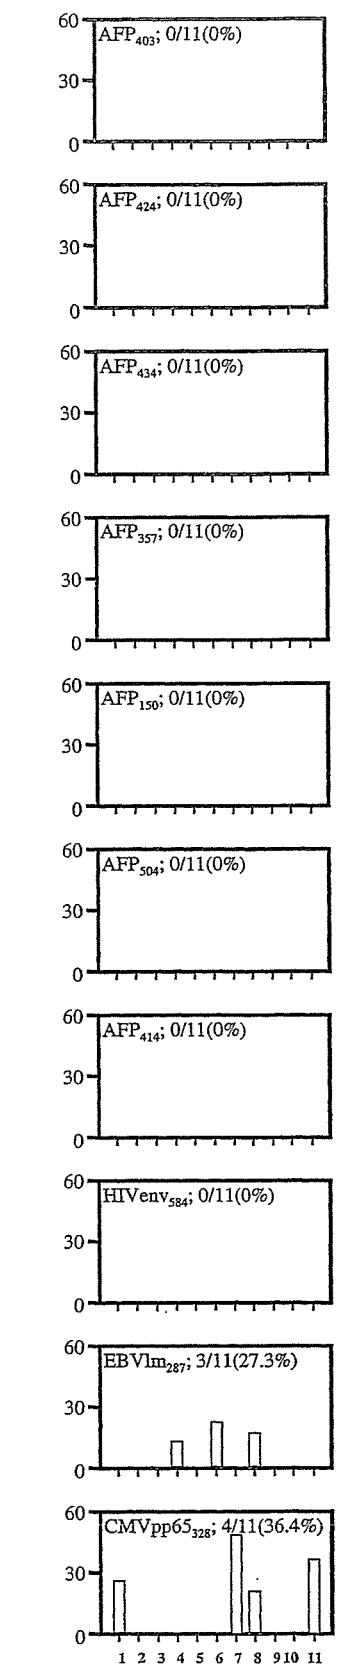 60
AFP403; 0/11(0%)
30
0
60
AFP424; 0/11(0%)
30
0
60
AFP434; 0/11(0%)
30
0
60
AFP357; 0/11(0%)
30
0
60
AFP150; 0/11(0%)
30
0
60
AFP504; 0/11(0%)
30
0
60
AFP414; 0/11(0%)
30
0
60
HIVenv584; 0/11(0%)
30
0
60
EBVlm287; 3/11(27.3%)
30
0
60
CMVpp65328; 4/11(36.4%)
30
0
1 2 3 4 5 6 7 8 9 10 11